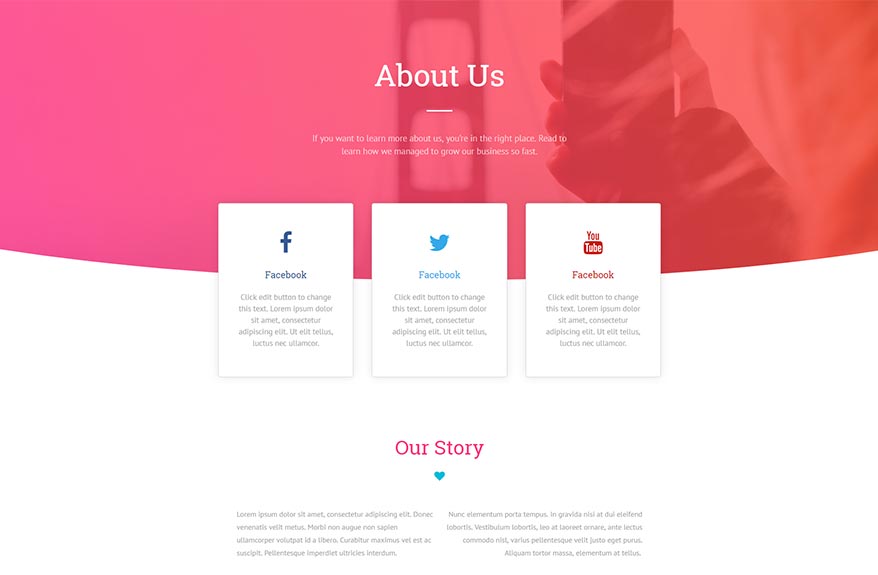 About Us
If you want to learn more about us, you're in the right place. Read to
learn how we managed to grow our business so fast.
Facebook
Click edit button to change
this text. Lorem ipsum dolor
sit amet, consectetur
adipiscing elit. Ut elit tellus,
luctus nec ullamcor.
Facebook
Click edit button to change
this text. Lorem ipsum dolor
sit amet, consectetur
adipiscing elit. Ut elit tellus,
luctus nec ullamcor.
You
Tube
Facebook
Click edit button to change
this text. Lorem ipsum dolor
sit amet, consectetur
adipiscing elit. Ut elit tellus,
luctus nec ullamcor.
Our Story
Lorem ipsum dolor sit amet, consectetur adipiscing elit. Donec
venenatis velit metus. Morbi non augue non sapien
ullamcorper volutpat id a libero. Curabitur maximus vel est ac
suscipit. Pellentesque imperdiet ultricies interdum.
Nunc elementum porta tempus. In gravida nisi at dui eleifend
lobortis. Vestibulum lobortis, leo at laoreet ornare, ante lectus
commodo nisl, varius pellentesque velit justo eget purus.
Aliquam tortor massa, elementum at tellus.